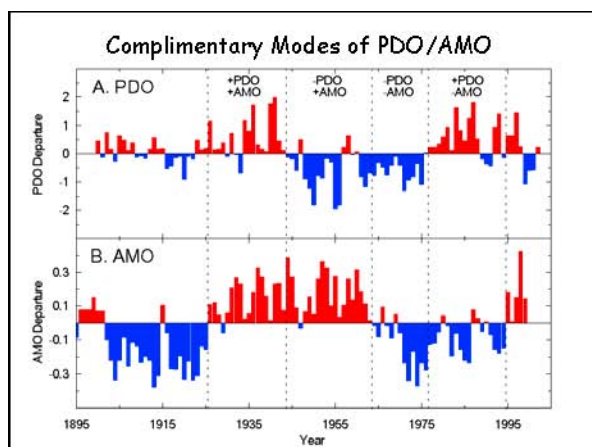 Complimentary Modes of PDO/AMO
A. PDO
+PDO -PDO -PDO +PDO
+AMO +AMO -AMO -AMO
2
1
0
-1
-2
PDO Departure
B. AMO
0.3
0.1
-0.1
-0.3
AMO Departure
1895 1915 1935 1955 1975 1995
Year